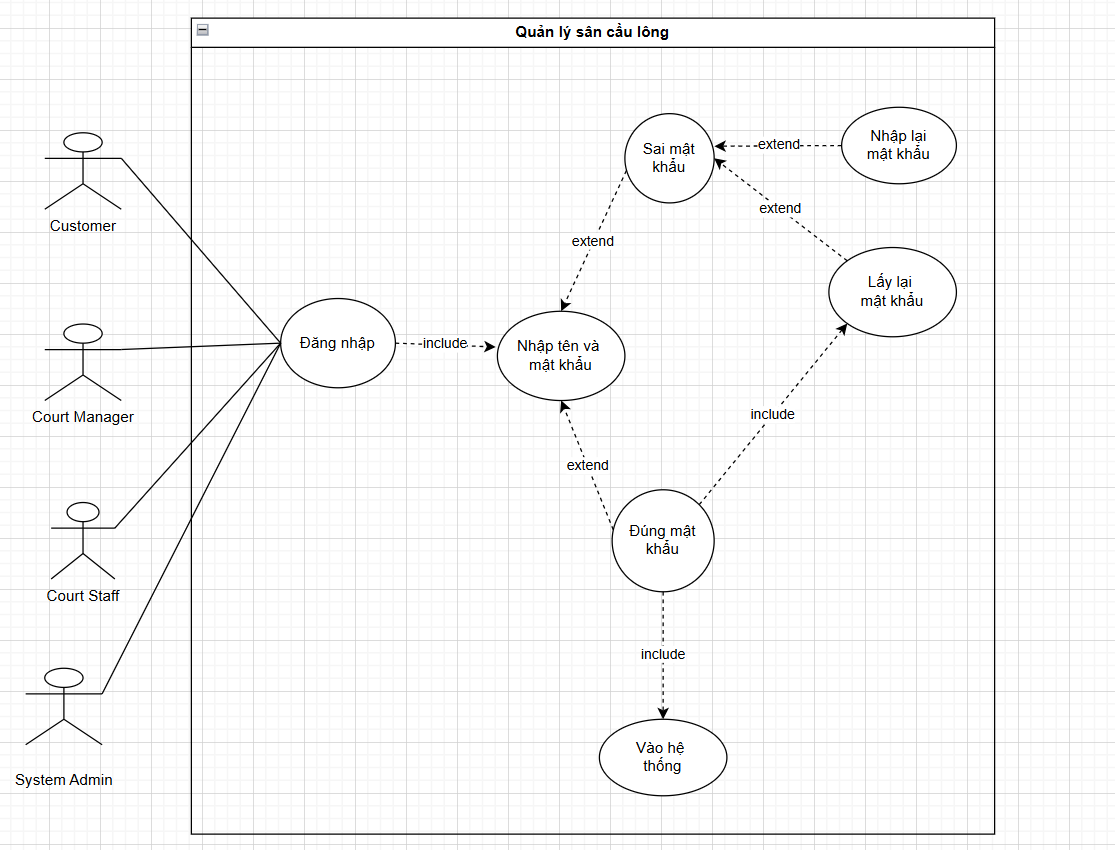 Quản lý sân cầu lông
Sai mật
khẩu
extend
Nhập lại
mật khẩu
extend
Customer
extend
Lấy lại
mật khẩu
Đăng nhập
include
Nhập tên và
mật khẩu
Court Manager
include
extend
Đúng mật
khẩu
Court Staff
include
Vào hệ
thống
System Admin